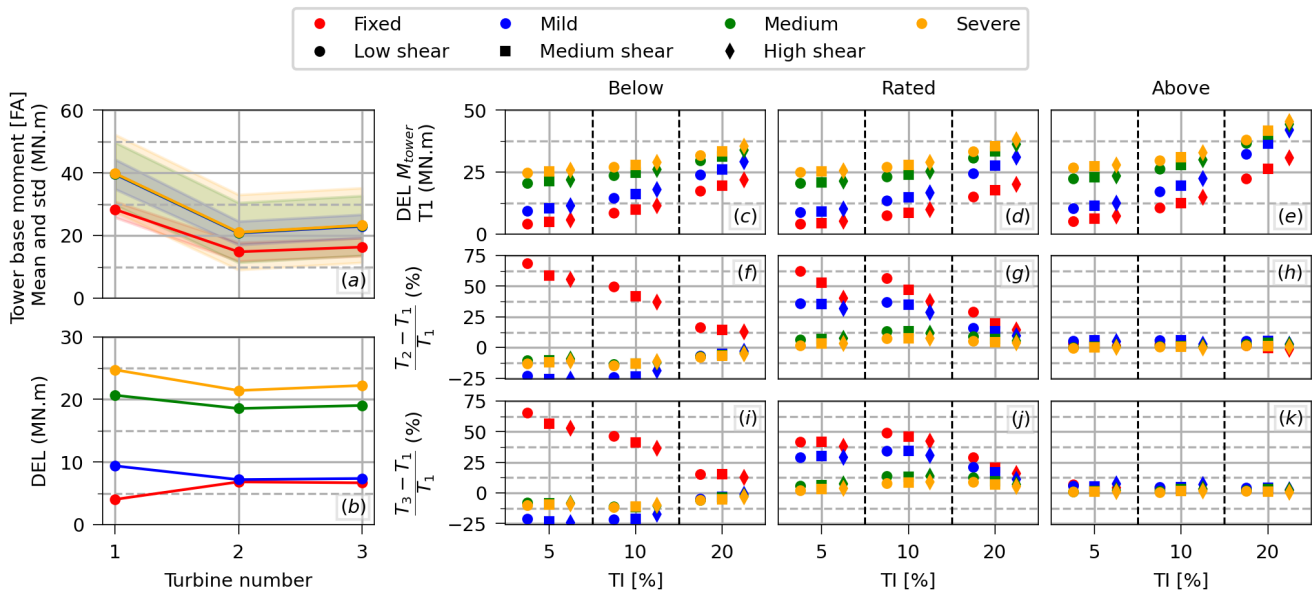 Fixed Mild Medium Severe
Low shear Medium shear High shear
Tower base moment [FA]
Mean and std (MN.m)
60
40
20
0
(a)
DEL (MN.m)
30
20
10
0
(b)
1 2 3
Turbine number
Below Rated Above
DEL M_tower
T1 (MN.m)
50
25
0
(c) (d) (e)
T_2 − T_1 / T_1 (%)
75
50
25
0
−25
(f) (g) (h)
T_3 − T_1 / T_1 (%)
75
50
25
0
−25
(i) (j) (k)
5 10 20 5 10 20 5 10 20
TI [%] TI [%] TI [%]